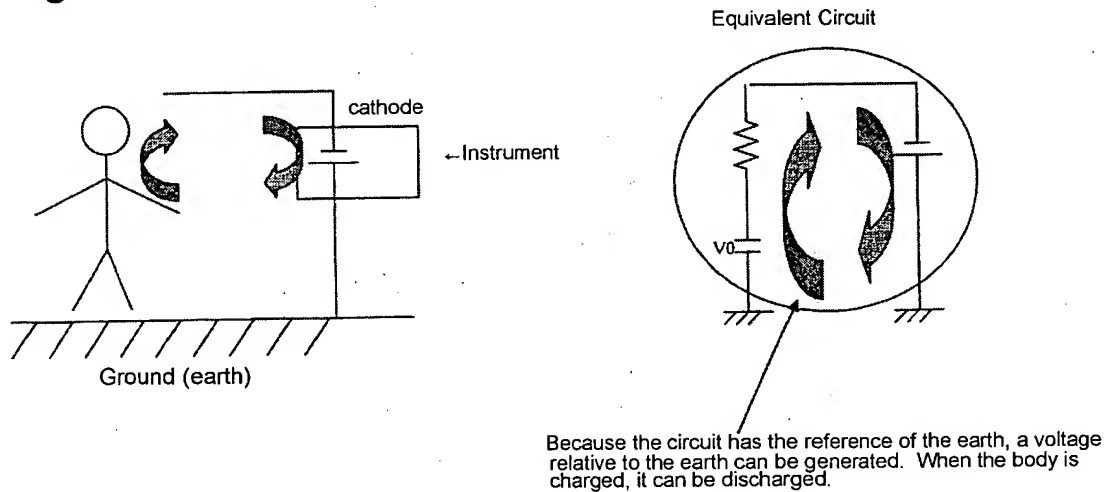 Equivalent Circuit
cathode
←Instrument
V0
Ground (earth)
Because the circuit has the reference of the earth, a voltage
relative to the earth can be generated. When the body is
charged, it can be discharged.